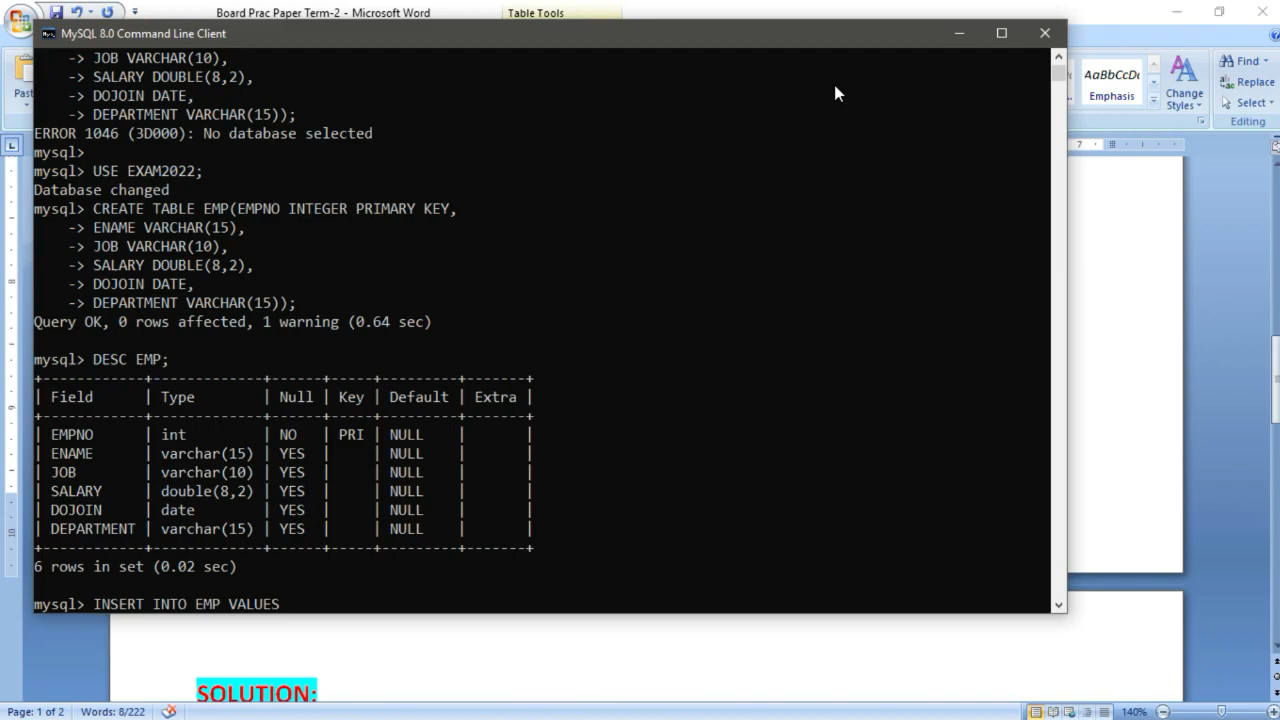 Board Prac Paper Term-2 - Microsoft Word
Table Tools
MySQL 8.0 Command Line Client
-> JOB VARCHAR(10),
-> SALARY DOUBLE(8,2),
-> DOJOIN DATE,
-> DEPARTMENT VARCHAR(15));
ERROR 1046 (3D000): No database selected
mysql>
mysql> USE EXAM2022;
Database changed
mysql> CREATE TABLE EMP(EMPNO INTEGER PRIMARY KEY,
-> ENAME VARCHAR(15),
-> JOB VARCHAR(10),
-> SALARY DOUBLE(8,2),
-> DOJOIN DATE,
-> DEPARTMENT VARCHAR(15));
Query OK, 0 rows affected, 1 warning (0.64 sec)
mysql> DESC EMP;
+------------+-------------+------+-----+---------+-------+
| Field | Type | Null | Key | Default | Extra |
+------------+-------------+------+-----+---------+-------+
| EMPNO | int | NO | PRI | NULL | |
| ENAME | varchar(15) | YES | | NULL | |
| JOB | varchar(10) | YES | | NULL | |
| SALARY | double(8,2) | YES | | NULL | |
| DOJOIN | date | YES | | NULL | |
| DEPARTMENT | varchar(15) | YES | | NULL | |
+------------+-------------+------+-----+---------+-------+
6 rows in set (0.02 sec)
mysql> INSERT INTO EMP VALUES
Past
AaBbCcDc
Emphasis
Change
Styles
Find
Replace
Select
Editing
7
8
9
10
SOLUTION:
Page: 1 of 2
Words: 8/222
140%